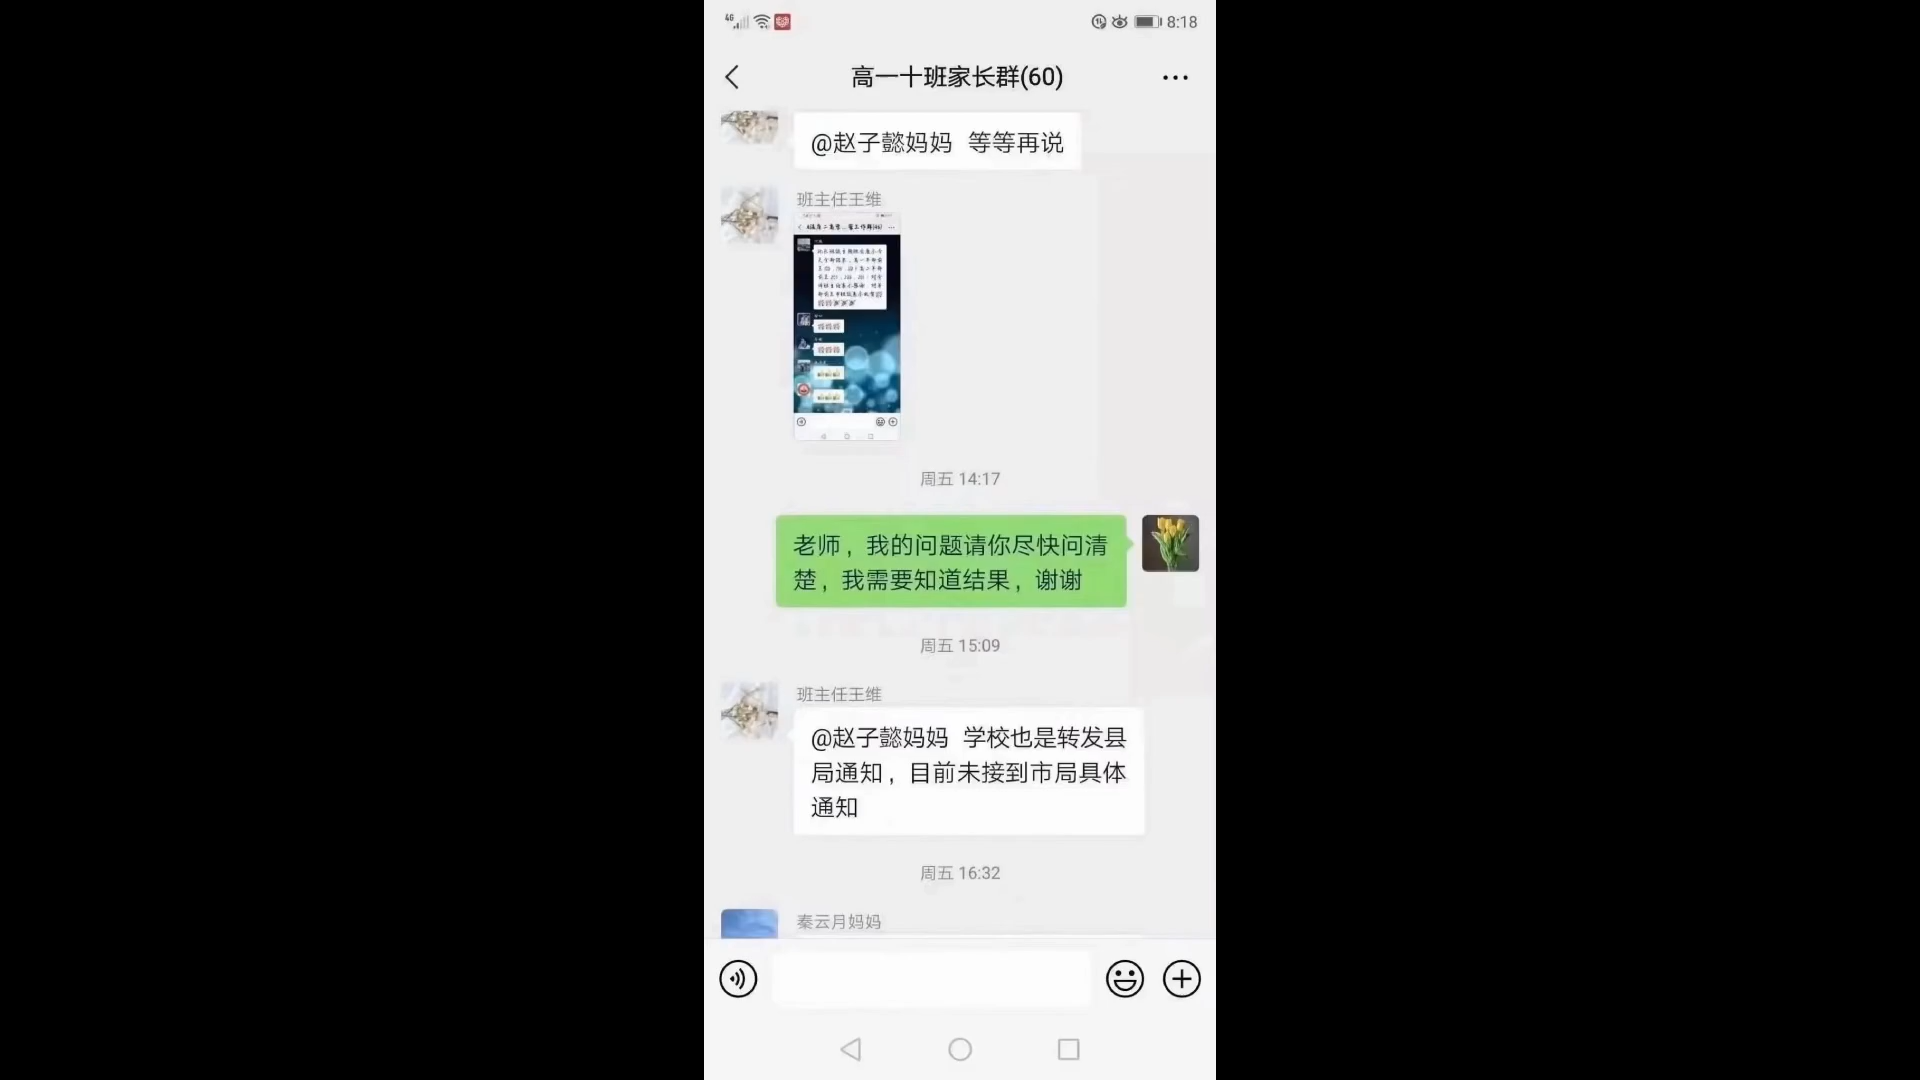 4G
8:18
高一十班家长群(60)
@赵子懿妈妈 等等再说
班主任王维
周五 14:17
老师，我的问题请你尽快问清
楚，我需要知道结果，谢谢
周五 15:09
班主任王维
@赵子懿妈妈 学校也是转发县
局通知，目前未接到市局具体
通知
周五 16:32
秦云月妈妈